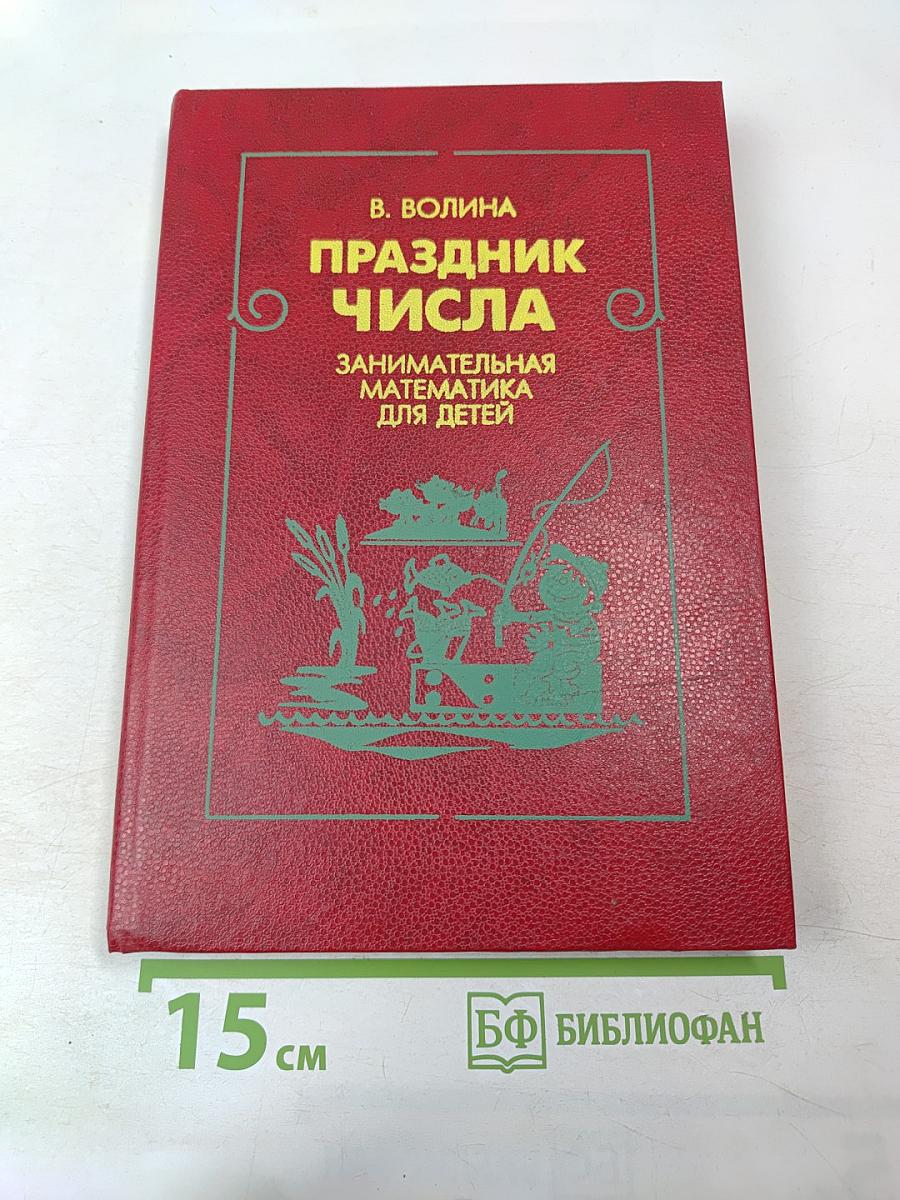 В. ВОЛИНА
ПРАЗДНИК
ЧИСЛА
ЗАНИМАТЕЛЬНАЯ
МАТЕМАТИКА
ДЛЯ ДЕТЕЙ
15 см
БФ БИБЛИОФАН